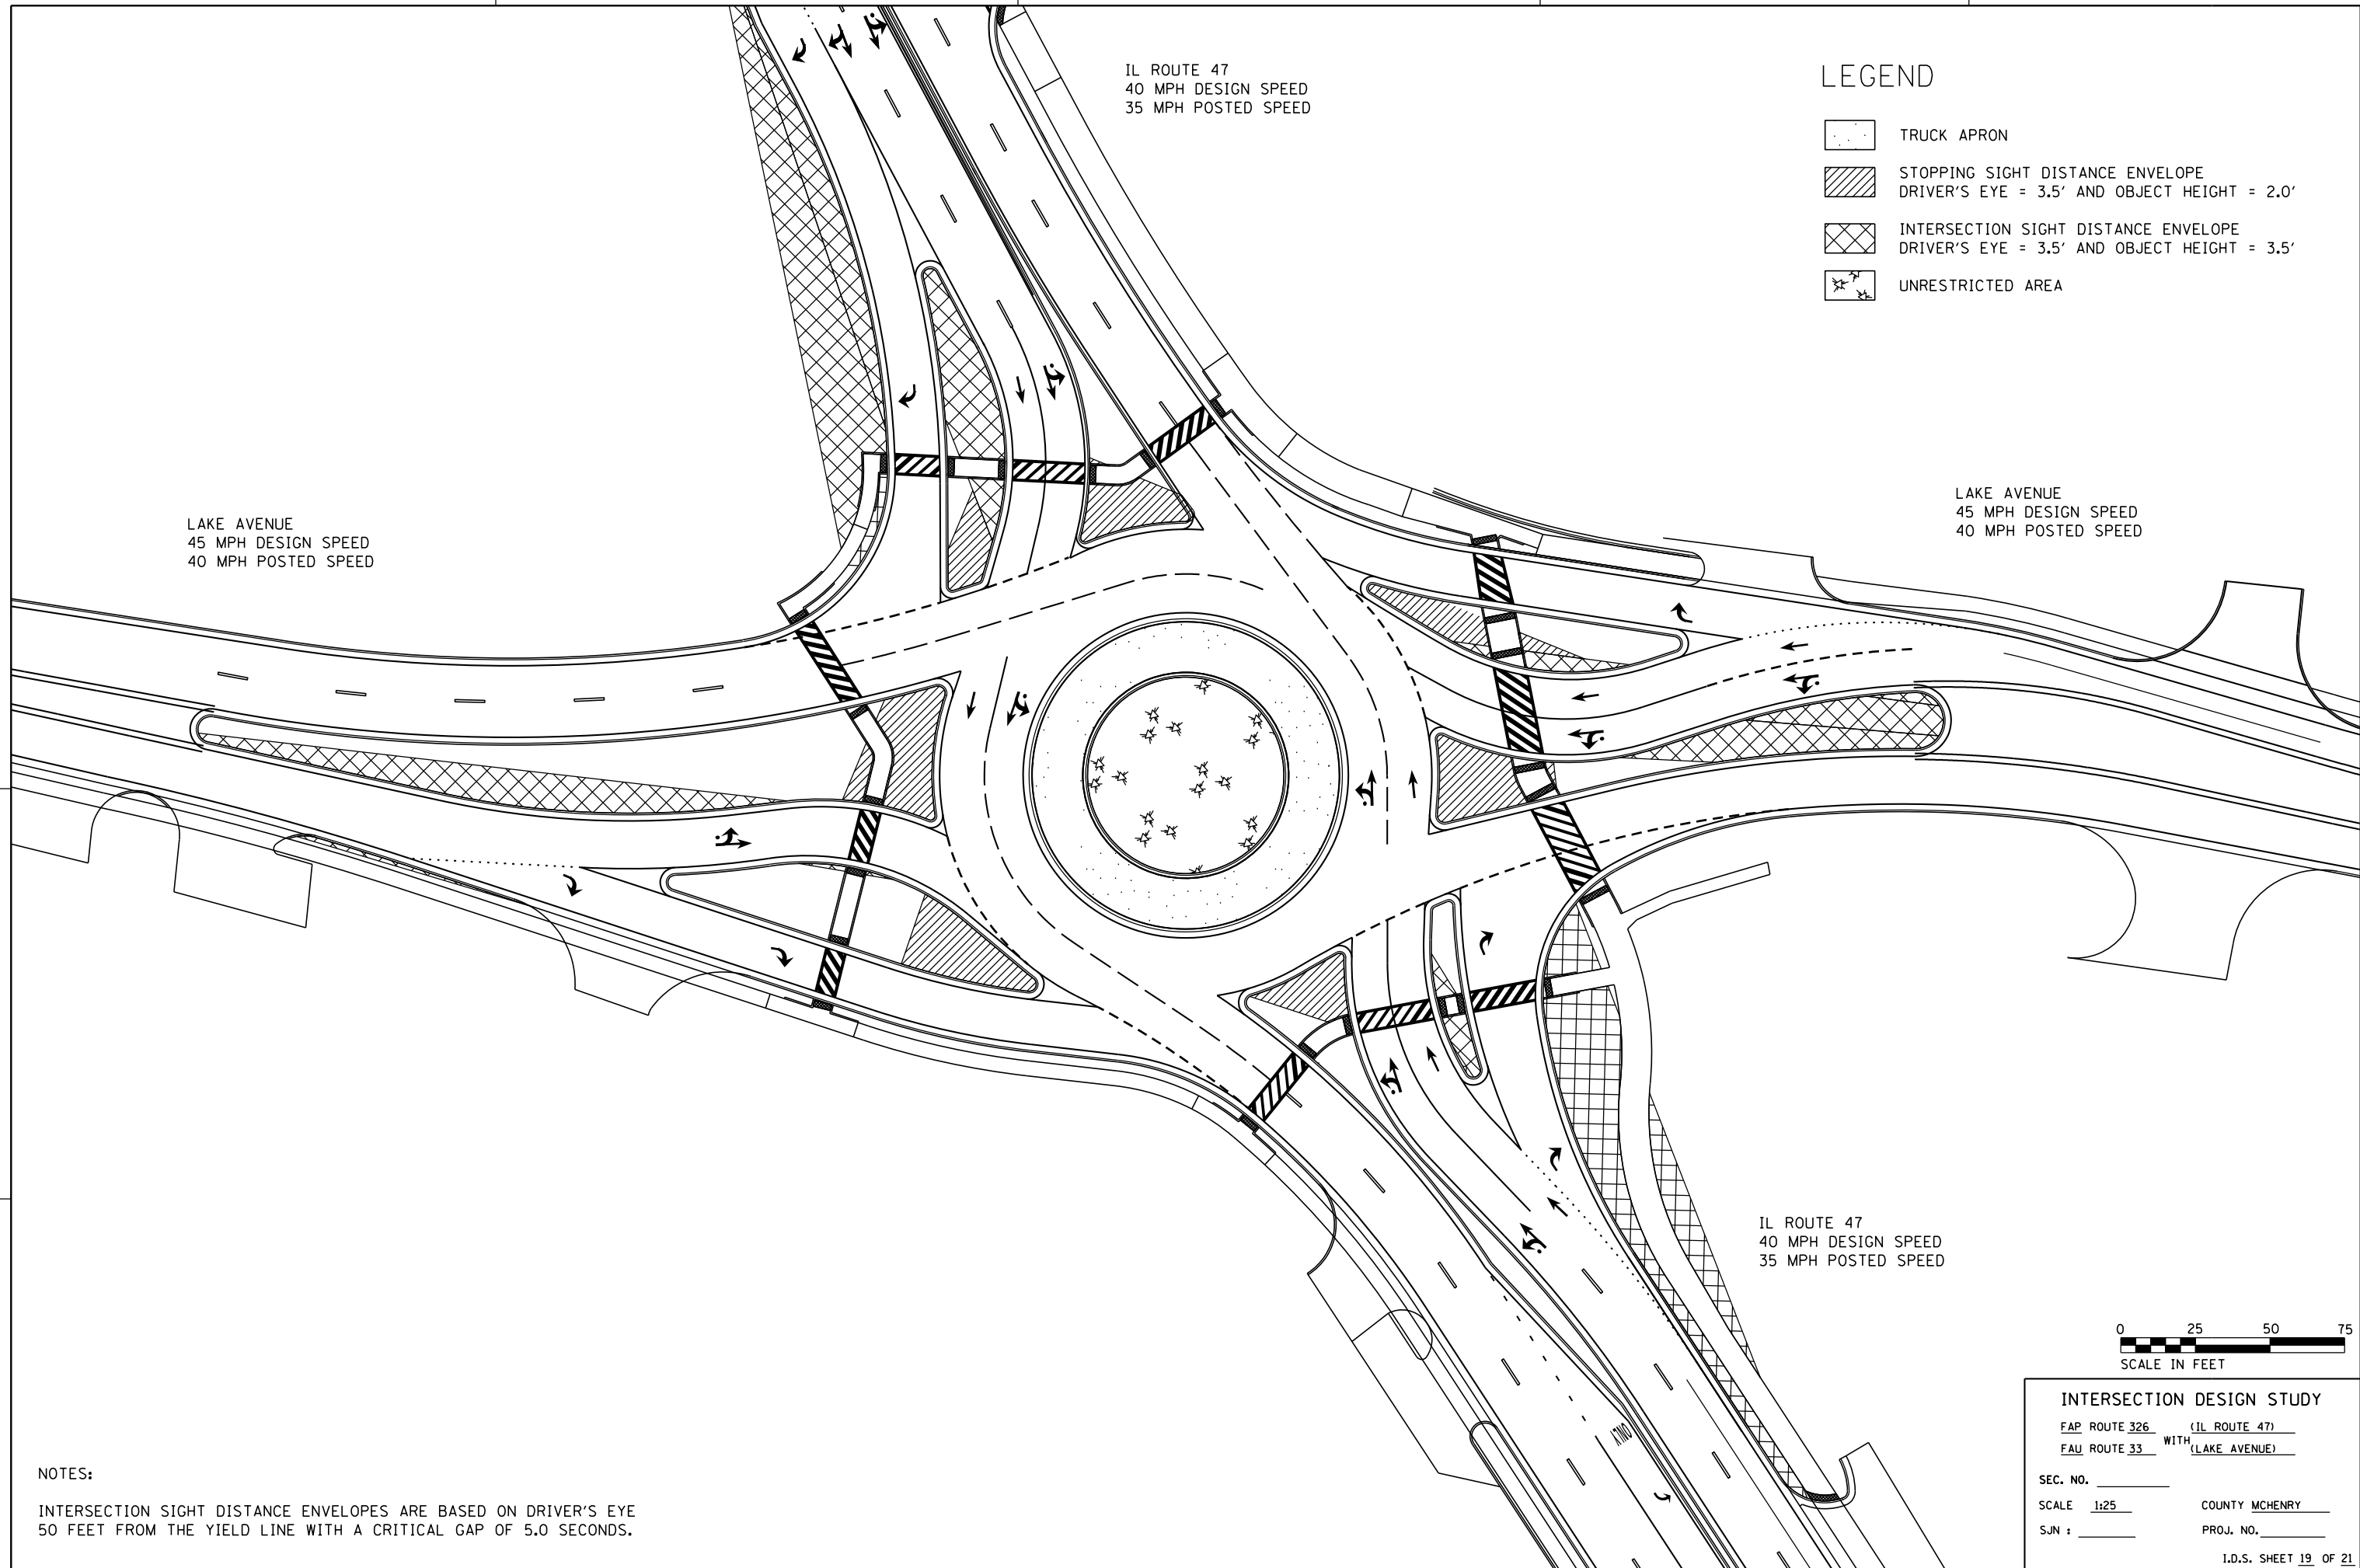 IL ROUTE 47
40 MPH DESIGN SPEED
35 MPH POSTED SPEED
LEGEND
TRUCK APRON
STOPPING SIGHT DISTANCE ENVELOPE
DRIVER'S EYE = 3.5' AND OBJECT HEIGHT = 2.0'
INTERSECTION SIGHT DISTANCE ENVELOPE
DRIVER'S EYE = 3.5' AND OBJECT HEIGHT = 3.5'
UNRESTRICTED AREA
LAKE AVENUE
45 MPH DESIGN SPEED
40 MPH POSTED SPEED
LAKE AVENUE
45 MPH DESIGN SPEED
40 MPH POSTED SPEED
IL ROUTE 47
40 MPH DESIGN SPEED
35 MPH POSTED SPEED
ONLY
0 25 50 75
SCALE IN FEET
NOTES:
INTERSECTION SIGHT DISTANCE ENVELOPES ARE BASED ON DRIVER'S EYE
50 FEET FROM THE YIELD LINE WITH A CRITICAL GAP OF 5.0 SECONDS.
INTERSECTION DESIGN STUDY
FAP ROUTE 326 (IL ROUTE 47)
WITH
FAU ROUTE 33 (LAKE AVENUE)
SEC. NO.
SCALE 1:25 COUNTY MCHENRY
SJN : PROJ. NO.
I.D.S. SHEET 19 OF 21